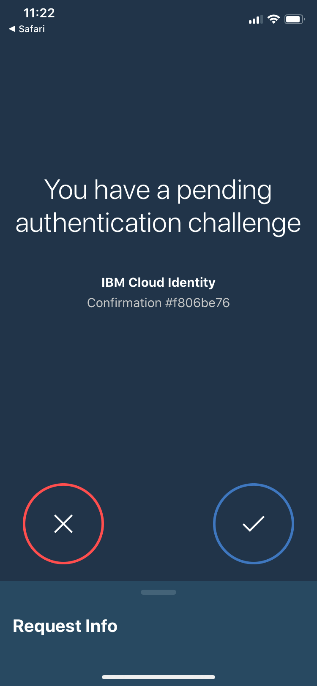 11:22
◀ Safari
You have a pending
authentication challenge
IBM Cloud Identity
Confirmation #f806be76
Request Info